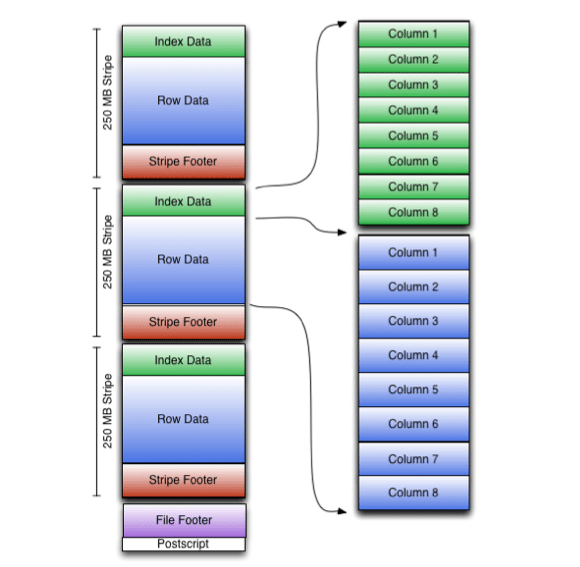 250 MB Stripe
Index Data
Row Data
Stripe Footer
250 MB Stripe
Index Data
Row Data
Stripe Footer
250 MB Stripe
Index Data
Row Data
Stripe Footer
File Footer
Postscript
Column 1
Column 2
Column 3
Column 4
Column 5
Column 6
Column 7
Column 8
Column 1
Column 2
Column 3
Column 4
Column 5
Column 6
Column 7
Column 8